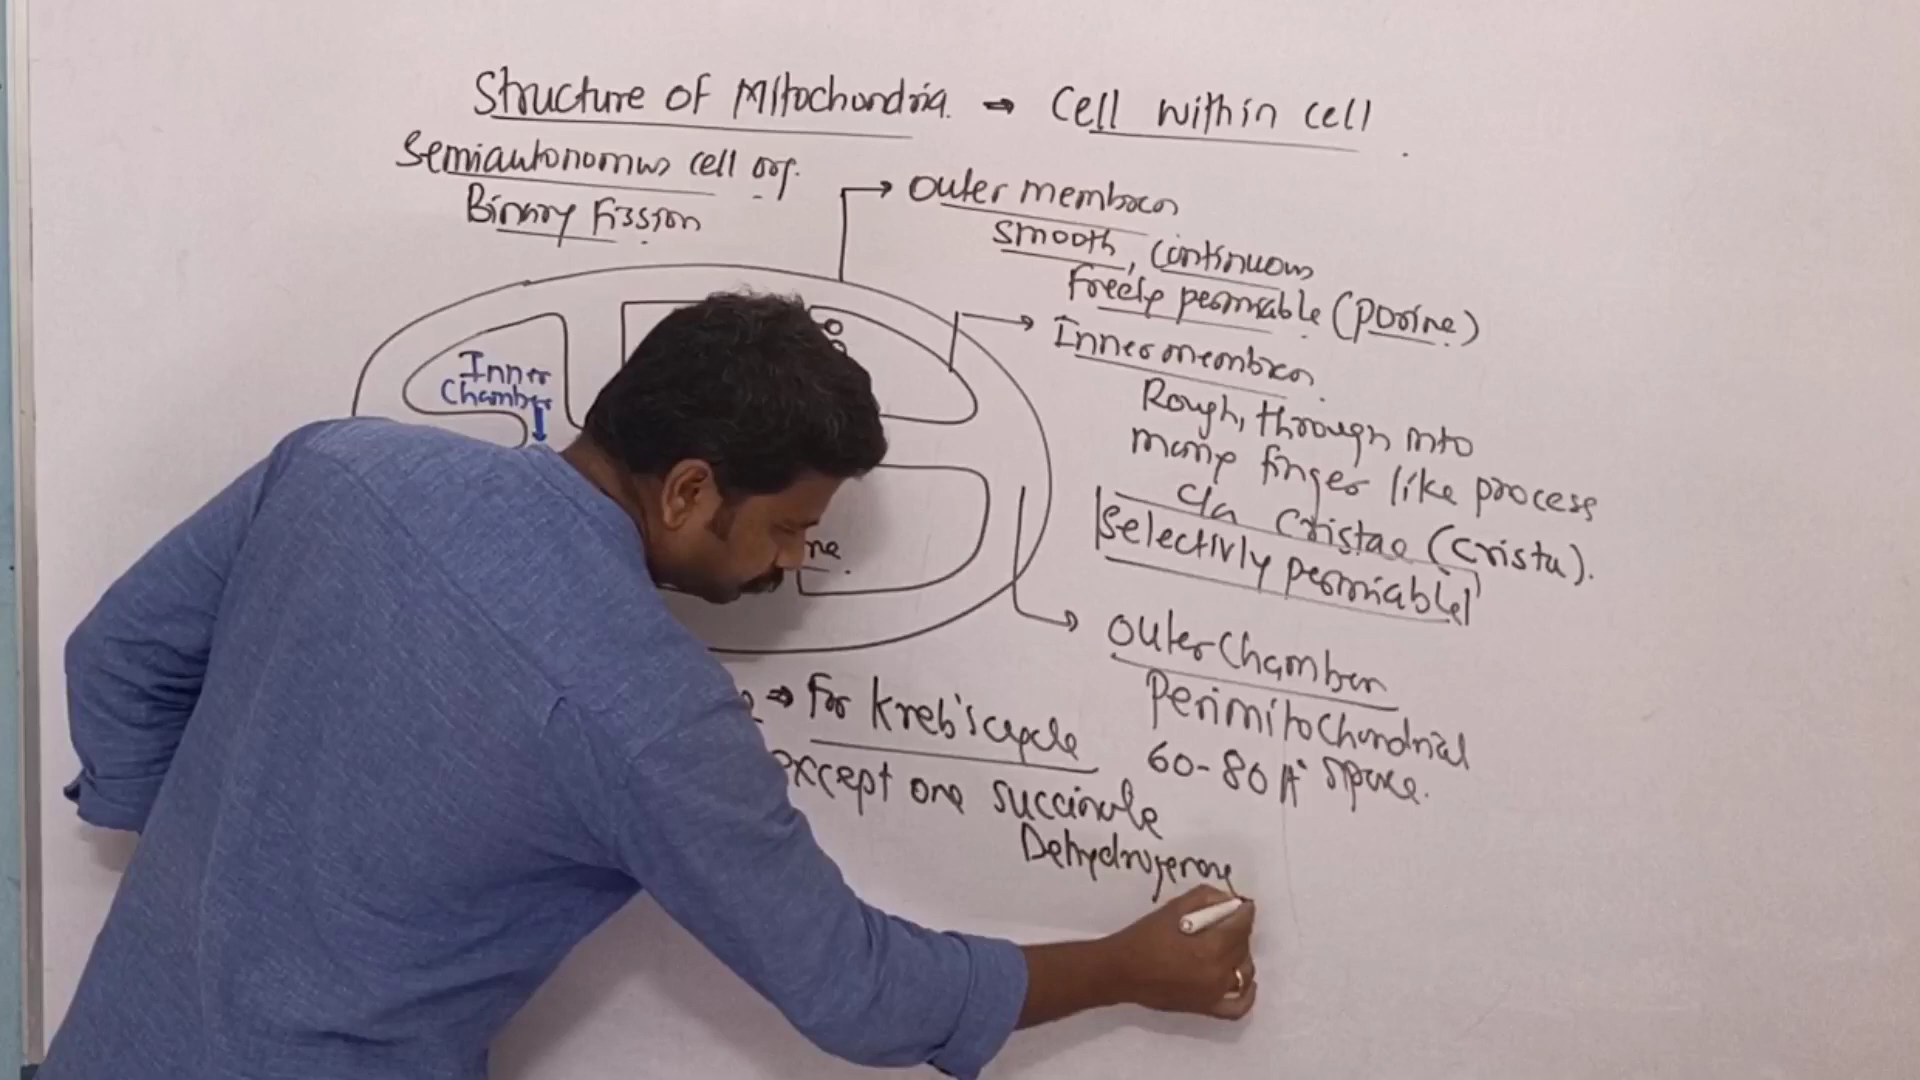 Structure of Mitochondria → Cell within cell
Semiautonomus cell org.
Binary Fission
Outer membran
Smooth, Continuous
Freely permiable (porine)
Inner membran
Rough, through into
many finger like process
c/a Cristae (Crista).
Selectivly permiable
Inner
Chamber
ne.
Outer Chamber
Perimitochondrial
60-80 A° space.
→ For Kreb's cycle
except one succinate
Dehydrogenase